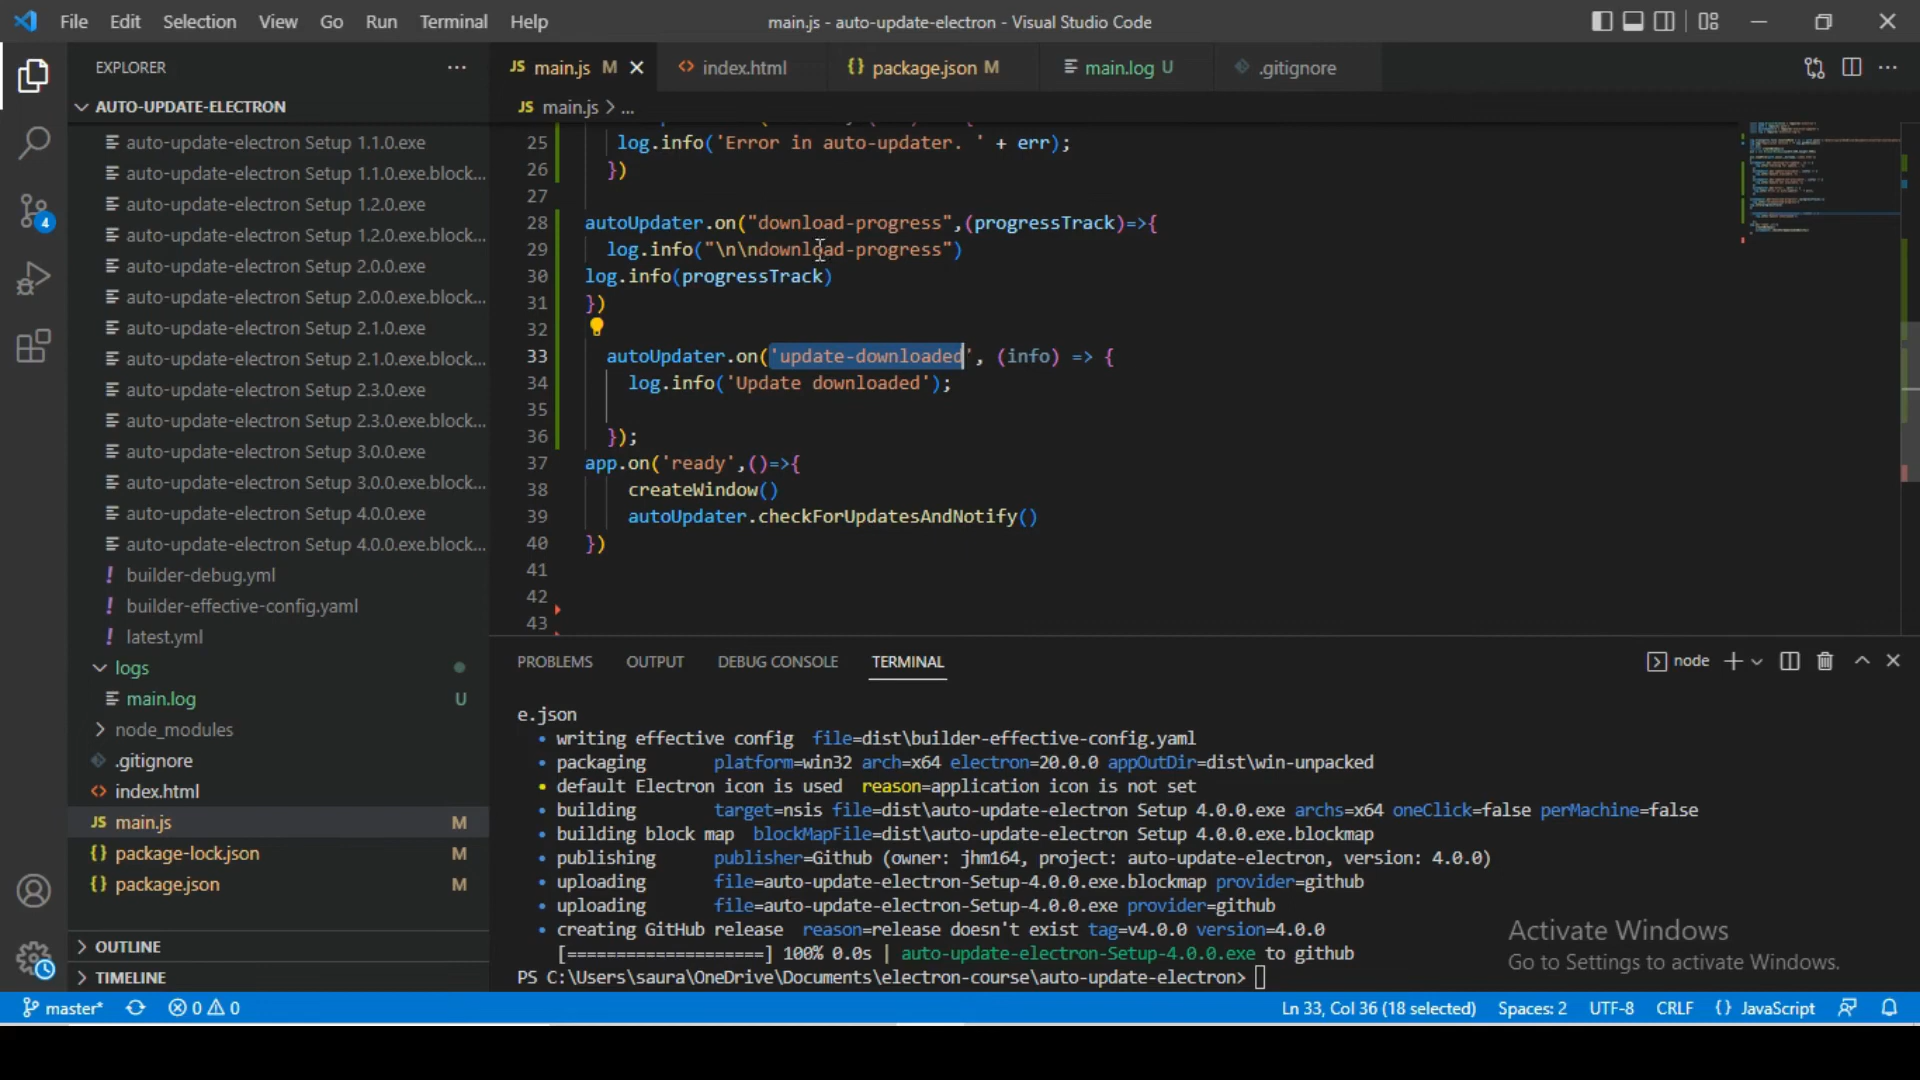 File Edit Selection View Go Run Terminal Help
main.js - auto-update-electron - Visual Studio Code
EXPLORER
AUTO-UPDATE-ELECTRON
auto-update-electron Setup 1.1.0.exe
auto-update-electron Setup 1.1.0.exe.block...
auto-update-electron Setup 1.2.0.exe
auto-update-electron Setup 1.2.0.exe.block...
auto-update-electron Setup 2.0.0.exe
auto-update-electron Setup 2.0.0.exe.block...
auto-update-electron Setup 2.1.0.exe
auto-update-electron Setup 2.1.0.exe.block...
auto-update-electron Setup 2.3.0.exe
auto-update-electron Setup 2.3.0.exe.block...
auto-update-electron Setup 3.0.0.exe
auto-update-electron Setup 3.0.0.exe.block...
auto-update-electron Setup 4.0.0.exe
auto-update-electron Setup 4.0.0.exe.block...
! builder-debug.yml
! builder-effective-config.yaml
! latest.yml
logs
main.log U
node_modules
.gitignore
<> index.html
JS main.js M
{} package-lock.json M
{} package.json M
OUTLINE
TIMELINE
4
JS main.js M
<> index.html
{} package.json M
main.log U
.gitignore
JS main.js > ...
25 log.info('Error in auto-updater. ' + err);
26 })
27
28 autoUpdater.on("download-progress",(progressTrack)=>{
29 log.info("\n\ndownload-progress")
30 log.info(progressTrack)
31 })
32
33 autoUpdater.on('update-downloaded', (info) => {
34 log.info('Update downloaded');
35
36 });
37 app.on('ready',()=>{
38 createWindow()
39 autoUpdater.checkForUpdatesAndNotify()
40 })
41
42
43
PROBLEMS OUTPUT DEBUG CONSOLE TERMINAL
node
e.json
• writing effective config file=dist\builder-effective-config.yaml
• packaging platform=win32 arch=x64 electron=20.0.0 appOutDir=dist\win-unpacked
• default Electron icon is used reason=application icon is not set
• building target=nsis file=dist\auto-update-electron Setup 4.0.0.exe archs=x64 oneClick=false perMachine=false
• building block map blockMapFile=dist\auto-update-electron Setup 4.0.0.exe.blockmap
• publishing publisher=Github (owner: jhm164, project: auto-update-electron, version: 4.0.0)
• uploading file=auto-update-electron-Setup-4.0.0.exe.blockmap provider=github
• uploading file=auto-update-electron-Setup-4.0.0.exe provider=github
• creating GitHub release reason=release doesn't exist tag=v4.0.0 version=4.0.0
[====================] 100% 0.0s | auto-update-electron-Setup-4.0.0.exe to github
PS C:\Users\saura\OneDrive\Documents\electron-course\auto-update-electron>
Activate Windows
Go to Settings to activate Windows.
master* 0 0
Ln 33, Col 36 (18 selected) Spaces: 2 UTF-8 CRLF {} JavaScript